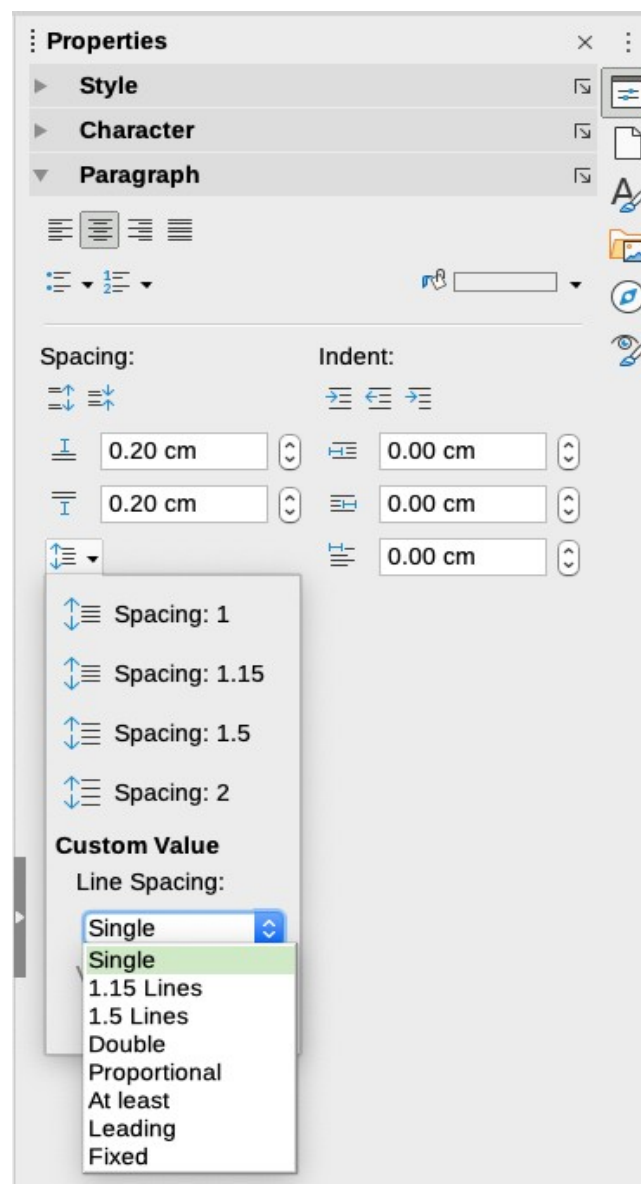 Properties
Style
Character
Paragraph
Spacing: Indent:
0.20 cm 0.00 cm
0.20 cm 0.00 cm
0.00 cm
Spacing: 1
Spacing: 1.15
Spacing: 1.5
Spacing: 2
Custom Value
Line Spacing:
Single
Single
1.15 Lines
1.5 Lines
Double
Proportional
At least
Leading
Fixed